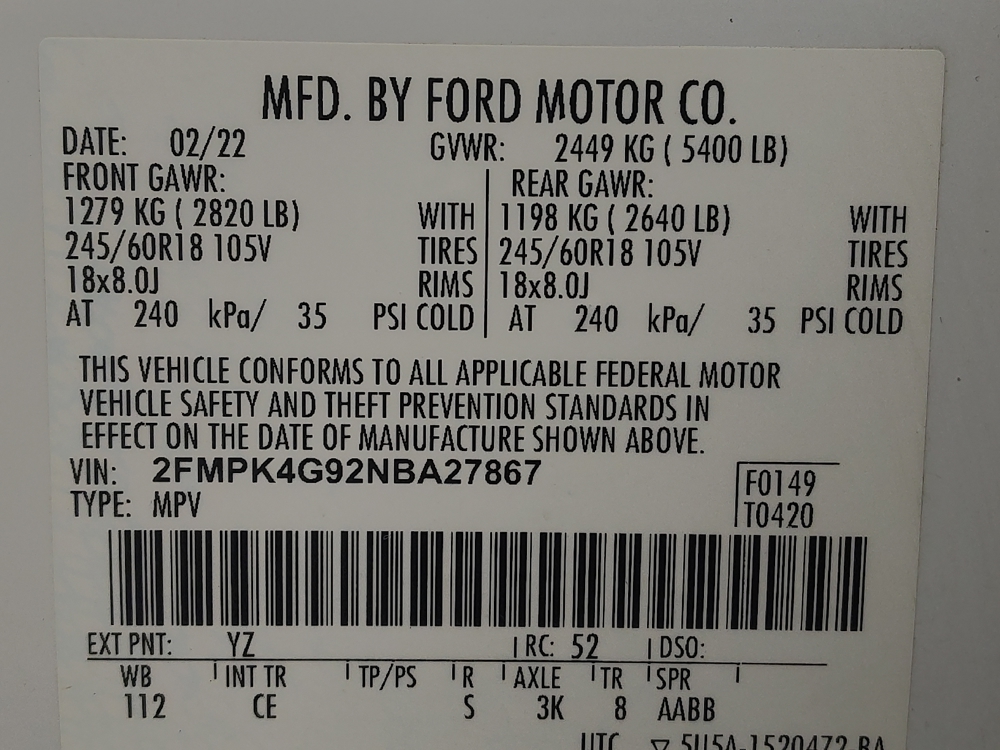 MFD. BY FORD MOTOR CO.
DATE: 02/22 GVWR: 2449 KG ( 5400 LB)
FRONT GAWR: REAR GAWR:
1279 KG ( 2820 LB) WITH 1198 KG ( 2640 LB) WITH
245/60R18 105V TIRES 245/60R18 105V TIRES
18x8.0J RIMS 18x8.0J RIMS
AT 240 kPa/ 35 PSI COLD AT 240 kPa/ 35 PSI COLD
THIS VEHICLE CONFORMS TO ALL APPLICABLE FEDERAL MOTOR
VEHICLE SAFETY AND THEFT PREVENTION STANDARDS IN
EFFECT ON THE DATE OF MANUFACTURE SHOWN ABOVE.
VIN: 2FMPK4G92NBA27867
TYPE: MPV
F0149
T0420
EXT PNT: YZ RC: 52 DSO:
WB INT TR TP/PS R AXLE TR SPR
112 CE S 3K 8 AABB
UTC ▽ 5U5A-1520472 BA